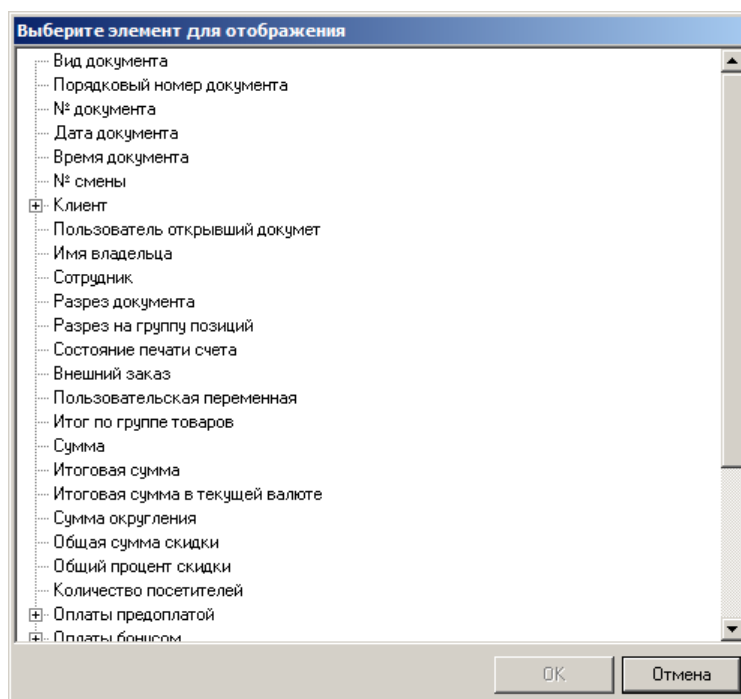 Выберите элемент для отображения
Вид документа
Порядковый номер документа
№ документа
Дата документа
Время документа
№ смены
Клиент
Пользователь открывший докумет
Имя владельца
Сотрудник
Разрез документа
Разрез на группу позиций
Состояние печати счета
Внешний заказ
Пользовательская переменная
Итог по группе товаров
Сумма
Итоговая сумма
Итоговая сумма в текущей валюте
Сумма округления
Общая сумма скидки
Общий процент скидки
Количество посетителей
Оплаты предоплатой
Оплаты бонусом
OK
Отмена